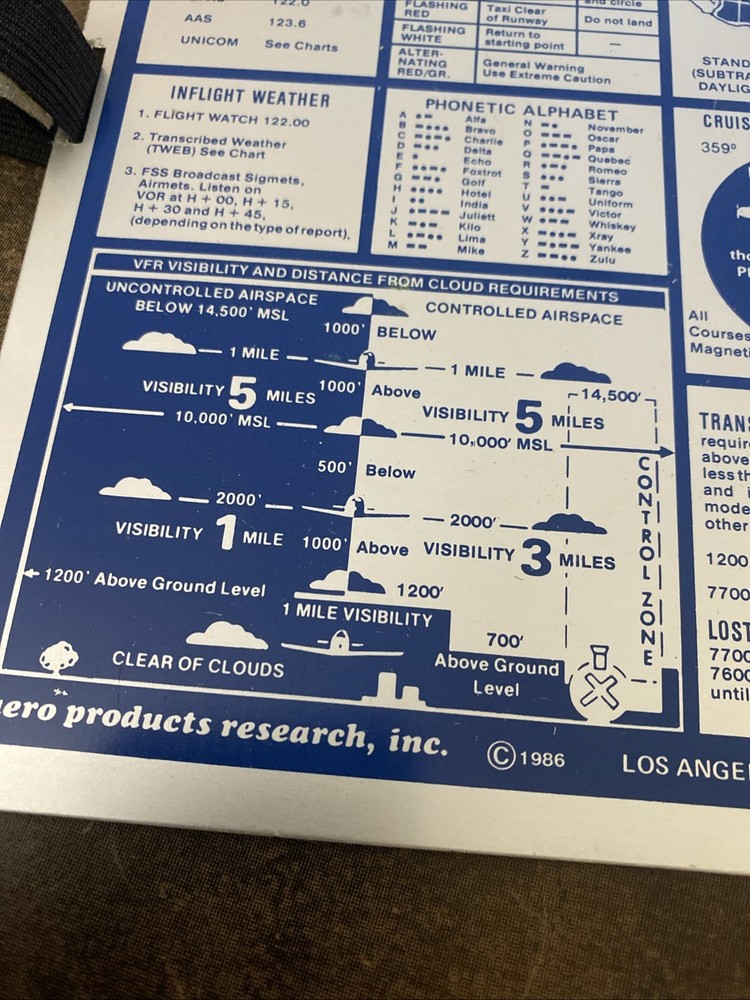 122.0
AAS 123.6
UNICOM See Charts
FLASHING RED
Taxi Clear of Runway
and circle
Do not land
FLASHING WHITE
Return to starting point
—
ALTER-
NATING
RED/GR.
General Warning
Use Extreme Caution
STAND
(SUBTRA
DAYLIG
INFLIGHT WEATHER
1. FLIGHT WATCH 122.00
2. Transcribed Weather
(TWEB) See Chart
3. FSS Broadcast Sigmets,
Airmets. Listen on
VOR at H + 00, H + 15,
H + 30 and H + 45,
(depending on the type of report).
PHONETIC ALPHABET
A •– Alfa
B –••• Bravo
C –•–• Charlie
D –•• Delta
E • Echo
F ••–• Foxtrot
G ––• Golf
H •••• Hotel
I •• India
J •––– Juliett
K –•– Kilo
L •–•• Lima
M –– Mike
N –• November
O ––– Oscar
P •––• Papa
Q ––•– Quebec
R •–• Romeo
S ••• Sierra
T – Tango
U ••– Uniform
V •••– Victor
W •–– Whiskey
X –••– Xray
Y –•–– Yankee
Z ––•• Zulu
CRUIS
359°
tho
All
Courses
Magneti
VFR VISIBILITY AND DISTANCE FROM CLOUD REQUIREMENTS
UNCONTROLLED AIRSPACE
BELOW 14,500' MSL
CONTROLLED AIRSPACE
1000' BELOW
1 MILE
1 MILE
1000' Above
14,500'
VISIBILITY 5 MILES
VISIBILITY 5 MILES
10,000' MSL
10,000' MSL
500' Below
2000'
2000'
VISIBILITY 1 MILE
1000' Above
VISIBILITY 3 MILES
CONTROL ZONE
1200' Above Ground Level
1200'
1 MILE VISIBILITY
700'
Above Ground
Level
CLEAR OF CLOUDS
TRANS
requir
above
less th
and i
mode
other
1200
7700
LOST
7700
7600
until
aero products research, inc.
© 1986
LOS ANGE